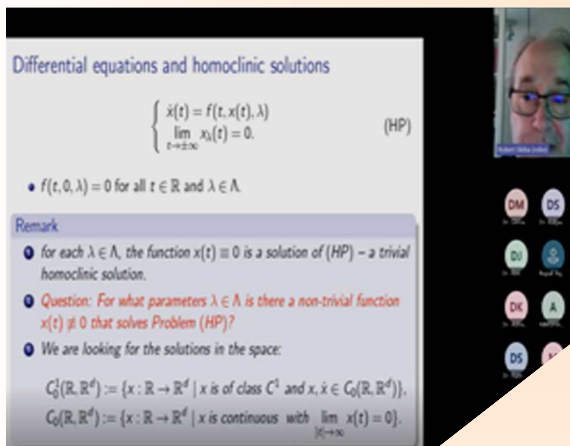 Differential equations and homoclinic solutions
ẋ(t) = f(t, x(t), λ)
lim x_λ(t) = 0.
t→±∞
(HP)
• f(t, 0, λ) = 0 for all t ∈ ℝ and λ ∈ Λ.
Remark
for each λ ∈ Λ, the function x(t) ≡ 0 is a solution of (HP) – a trivial
homoclinic solution.
Question: For what parameters λ ∈ Λ is there a non-trivial function
x(t) ≢ 0 that solves Problem (HP)?
We are looking for the solutions in the space:
C₀¹(ℝ, ℝᵈ) := {x : ℝ → ℝᵈ | x is of class C¹ and x, ẋ ∈ C₀(ℝ, ℝᵈ)},
C₀(ℝ, ℝᵈ) := {x : ℝ → ℝᵈ | x is continuous with lim x(t) = 0}.
|t|→∞
DM
DS
DJ
DK
A
DS